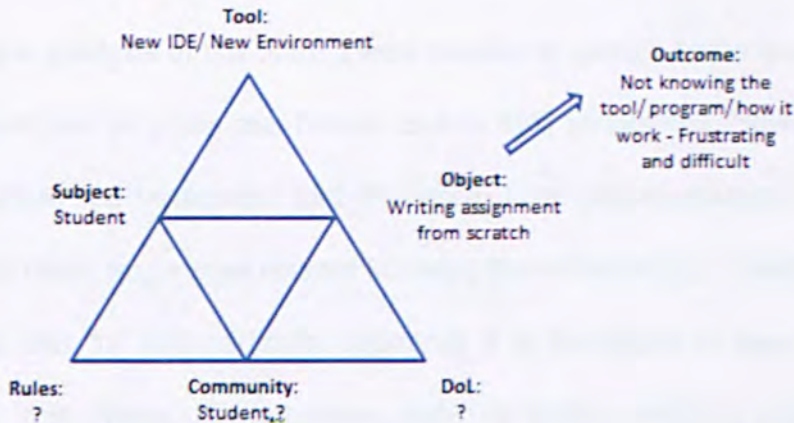 Tool:
New IDE/ New Environment
Outcome:
Not knowing the
tool/ program/ how it
work - Frustrating
and difficult
Subject:
Student
Object:
Writing assignment
from scratch
Rules:
?
Community:
Student, ?
DoL:
?